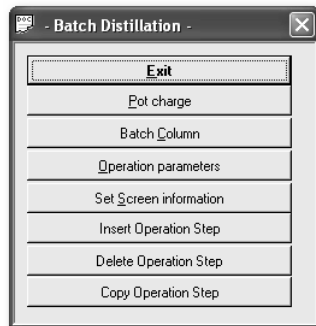 - Batch Distillation -
Exit
Pot charge
Batch Column
Operation parameters
Set Screen information
Insert Operation Step
Delete Operation Step
Copy Operation Step